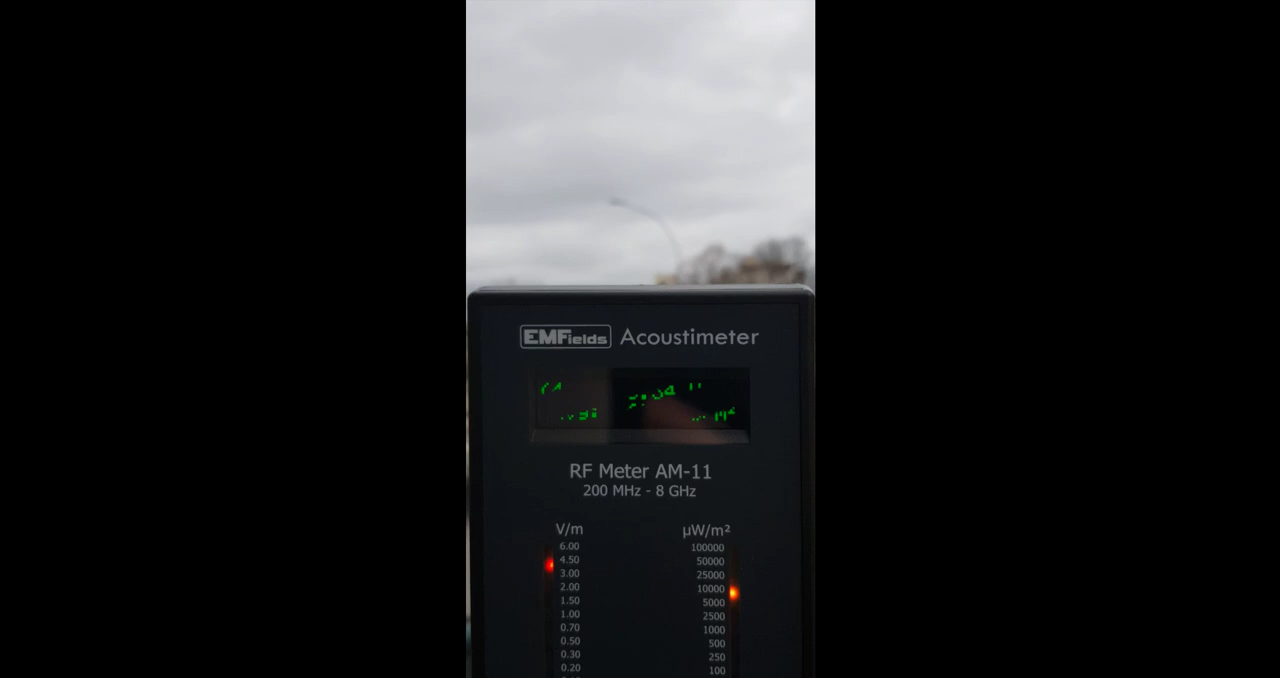 EMFields Acoustimeter
RF Meter AM-11
200 MHz - 8 GHz
V/m µW/m²
6.00 100000
4.50 50000
3.00 25000
2.00 10000
1.50 5000
1.00 2500
0.70 1000
0.50 500
0.30 250
0.20 100